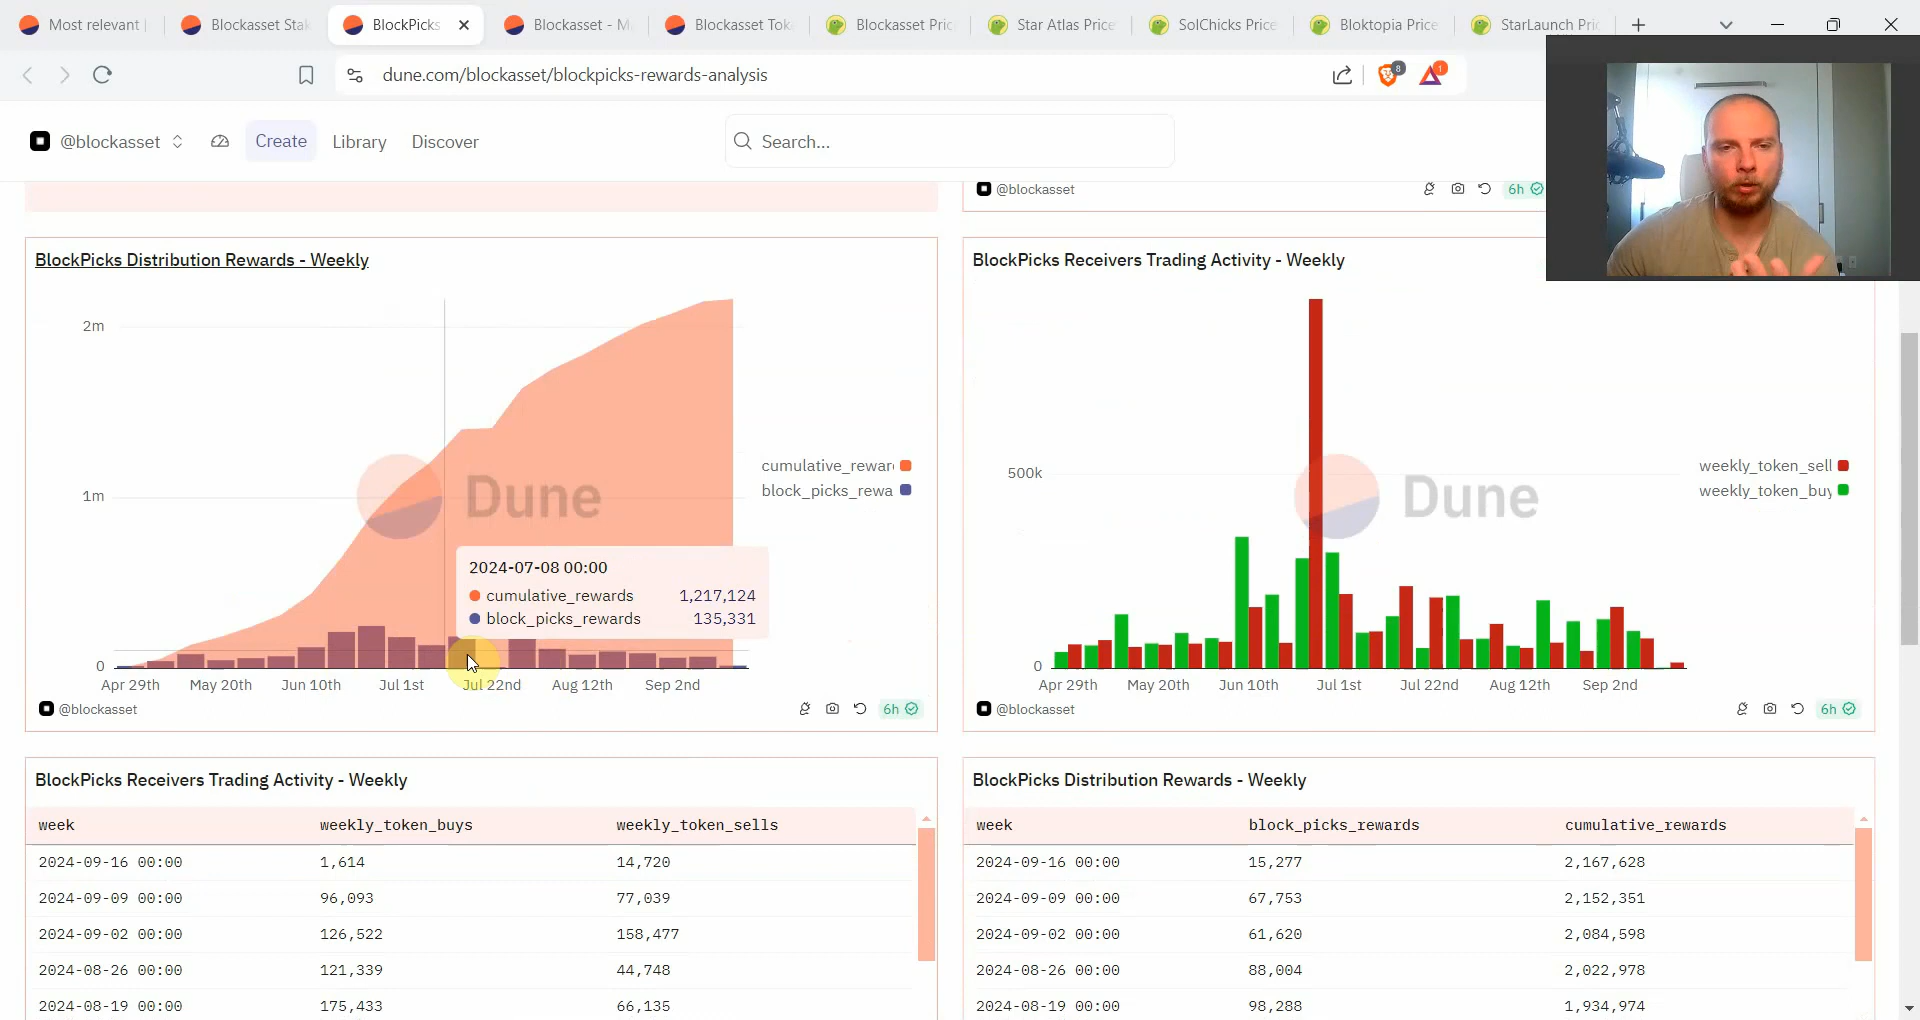 Most relevant
Blockasset Stak
BlockPicks
Blockasset - M
Blockasset Tok
Blockasset Pric
Star Atlas Price
SolChicks Price
Bloktopia Price
StarLaunch Pric
dune.com/blockasset/blockpicks-rewards-analysis
8
1
@blockasset
Create
Library
Discover
Search...
@blockasset
6h
BlockPicks Distribution Rewards - Weekly
2m
1m
0
Dune
cumulative_rewar
block_picks_rewa
2024-07-08 00:00
cumulative_rewards 1,217,124
block_picks_rewards 135,331
Apr 29th May 20th Jun 10th Jul 1st Jul 22nd Aug 12th Sep 2nd
@blockasset
6h
BlockPicks Receivers Trading Activity - Weekly
500k
0
Dune
weekly_token_sell
weekly_token_buy
Apr 29th May 20th Jun 10th Jul 1st Jul 22nd Aug 12th Sep 2nd
@blockasset
6h
BlockPicks Receivers Trading Activity - Weekly
week weekly_token_buys weekly_token_sells
2024-09-16 00:00 1,614 14,720
2024-09-09 00:00 96,093 77,039
2024-09-02 00:00 126,522 158,477
2024-08-26 00:00 121,339 44,748
2024-08-19 00:00 175,433 66,135
BlockPicks Distribution Rewards - Weekly
week block_picks_rewards cumulative_rewards
2024-09-16 00:00 15,277 2,167,628
2024-09-09 00:00 67,753 2,152,351
2024-09-02 00:00 61,620 2,084,598
2024-08-26 00:00 88,004 2,022,978
2024-08-19 00:00 98,288 1,934,974